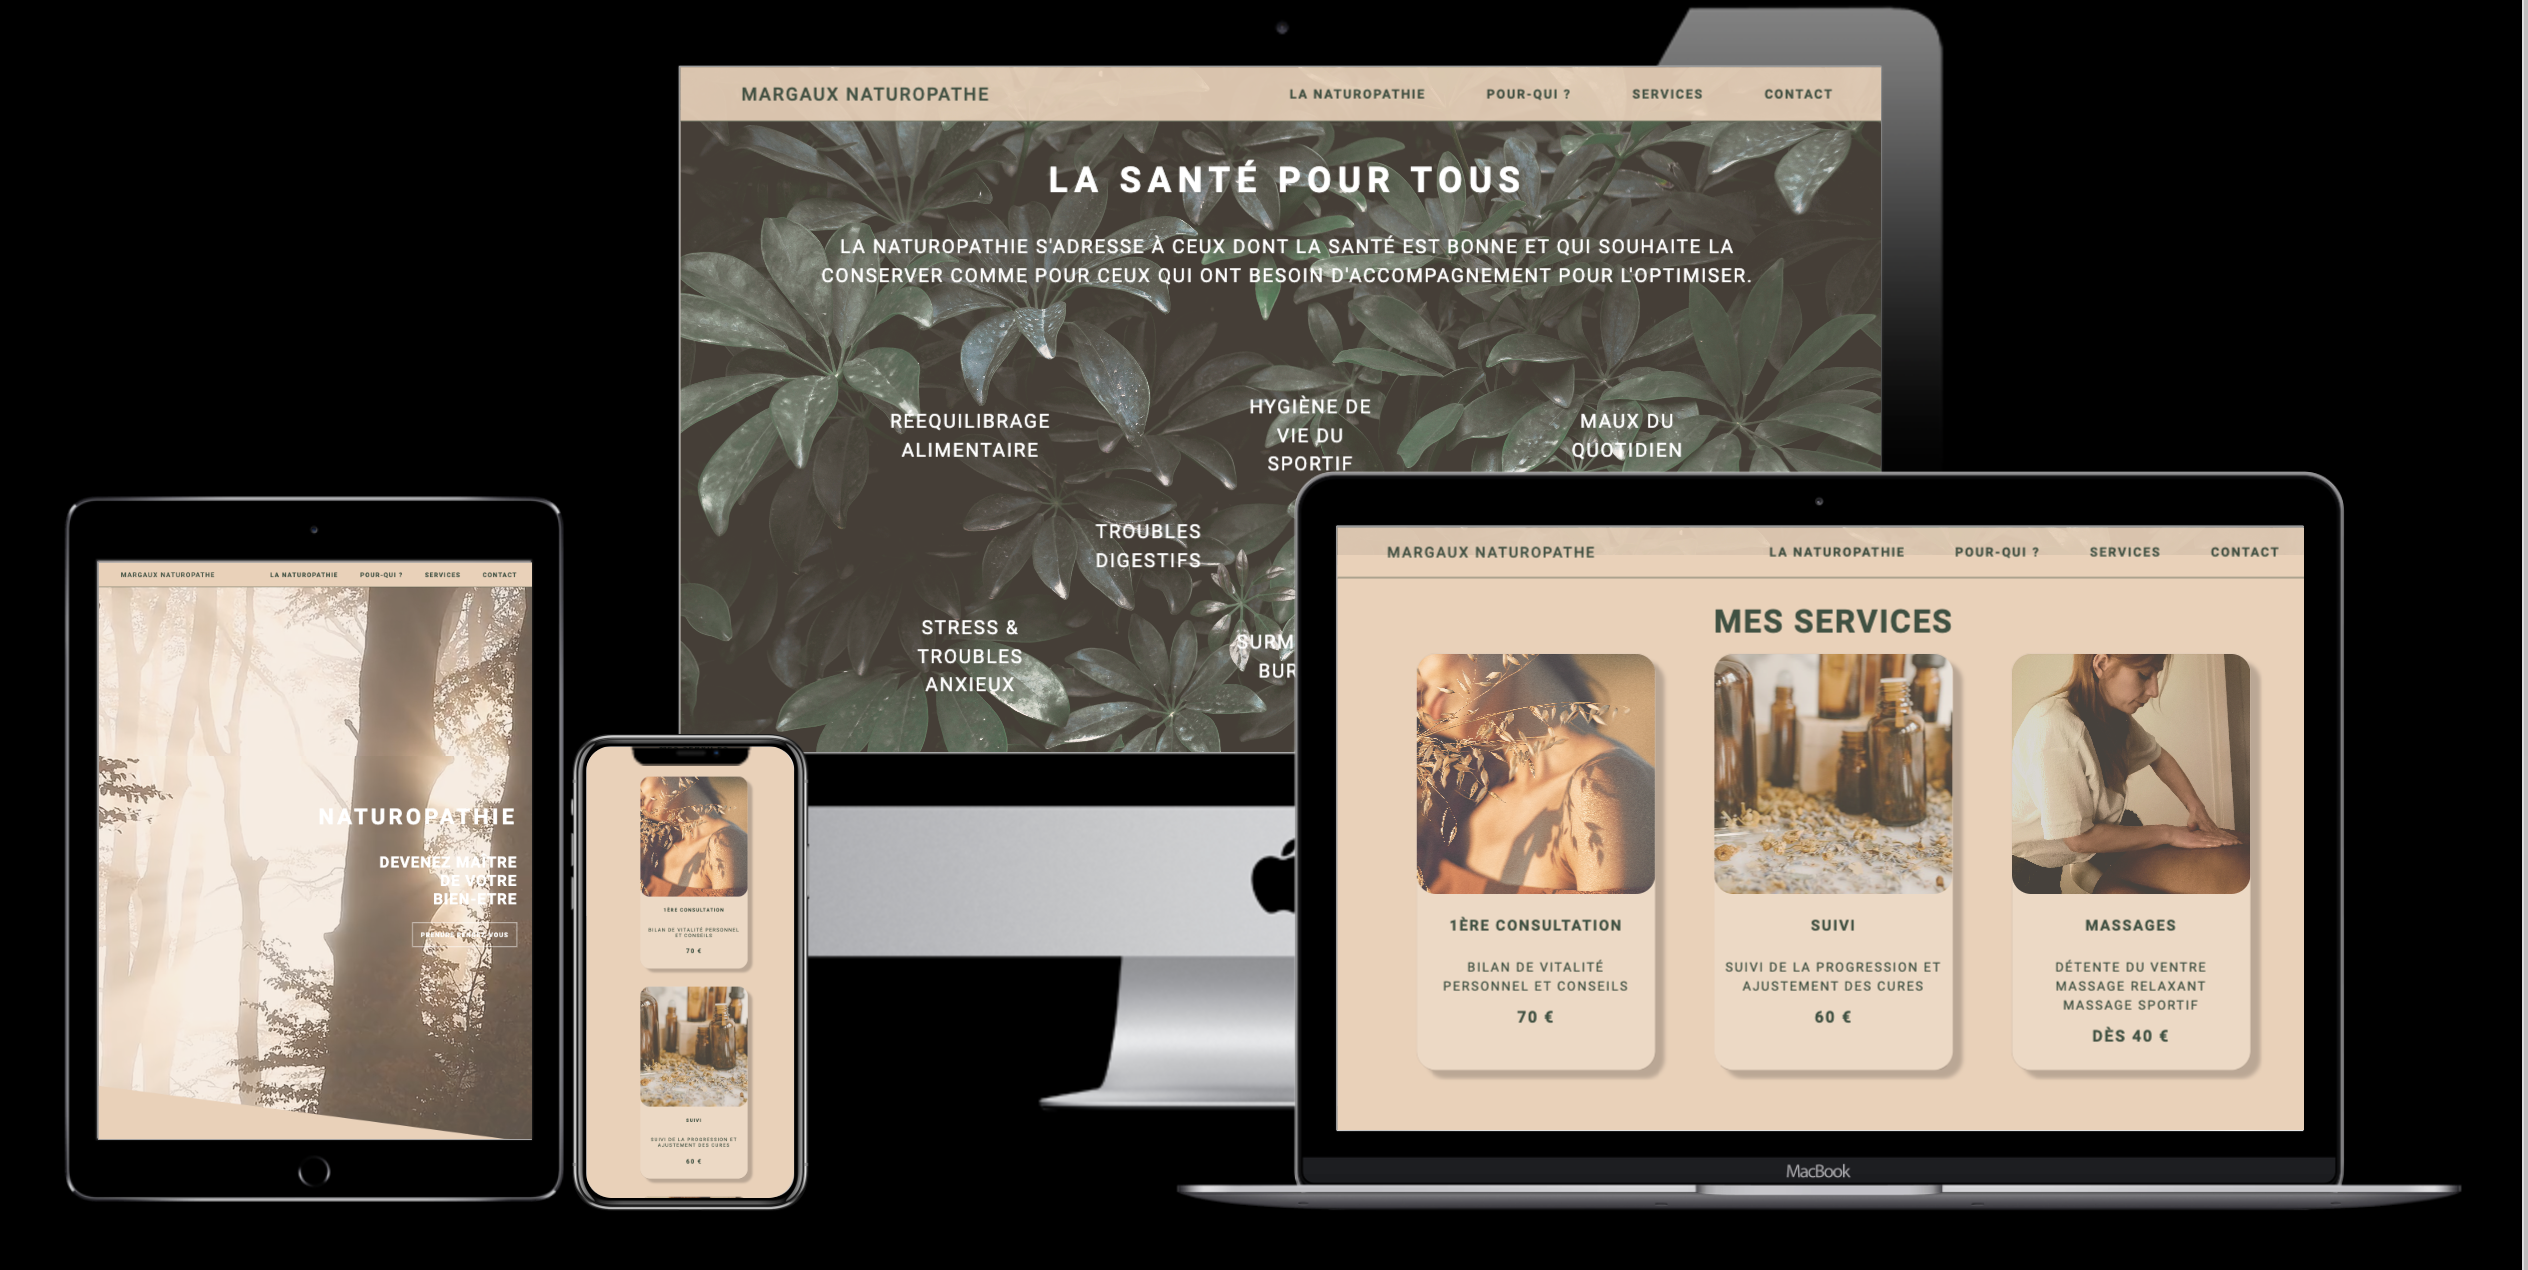 MARGAUX NATUROPATHE
LA NATUROPATHIE
POUR-QUI ?
SERVICES
CONTACT
LA SANTÉ POUR TOUS
LA NATUROPATHIE S'ADRESSE À CEUX DONT LA SANTÉ EST BONNE ET QUI SOUHAITE LA
CONSERVER COMME POUR CEUX QUI ONT BESOIN D'ACCOMPAGNEMENT POUR L'OPTIMISER.
RÉEQUILIBRAGE
ALIMENTAIRE
HYGIÈNE DE
VIE DU
SPORTIF
MAUX DU
QUOTIDIEN
TROUBLES
DIGESTIFS
STRESS &
TROUBLES
ANXIEUX
SURM
BUR
MARGAUX NATUROPATHE
LA NATUROPATHIE
POUR-QUI ?
SERVICES
CONTACT
NATUROPATHIE
DEVENEZ MAÎTRE
DE VOTRE
BIEN-ÊTRE
PRENDRE RENDEZ-VOUS
1ÈRE CONSULTATION
BILAN DE VITALITÉ PERSONNEL
ET CONSEILS
70 €
SUIVI
SUIVI DE LA PROGRESSION ET
AJUSTEMENT DES CURES
60 €
MARGAUX NATUROPATHE
LA NATUROPATHIE
POUR-QUI ?
SERVICES
CONTACT
MES SERVICES
1ÈRE CONSULTATION
BILAN DE VITALITÉ
PERSONNEL ET CONSEILS
70 €
SUIVI
SUIVI DE LA PROGRESSION ET
AJUSTEMENT DES CURES
60 €
MASSAGES
DÉTENTE DU VENTRE
MASSAGE RELAXANT
MASSAGE SPORTIF
DÈS 40 €
MacBook